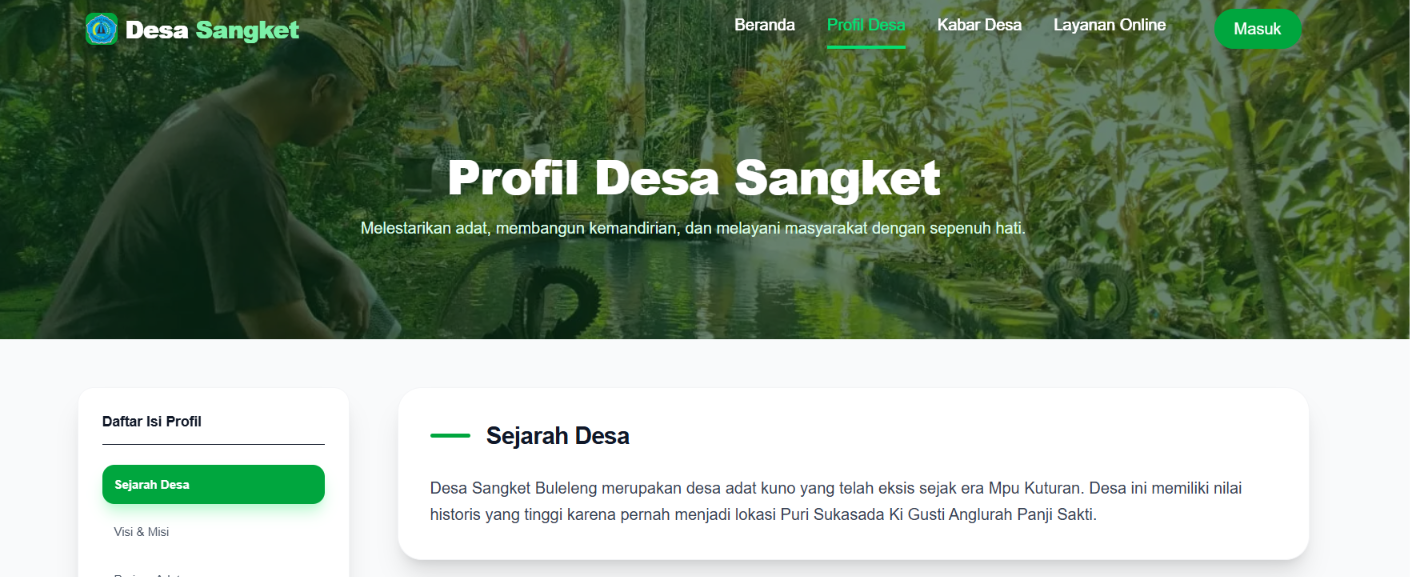 Desa Sangket
Beranda
Profil Desa
Kabar Desa
Layanan Online
Masuk
Profil Desa Sangket
Melestarikan adat, membangun kemandirian, dan melayani masyarakat dengan sepenuh hati.
Daftar Isi Profil
Sejarah Desa
Visi & Misi
Sejarah Desa
Desa Sangket Buleleng merupakan desa adat kuno yang telah eksis sejak era Mpu Kuturan. Desa ini memiliki nilai
historis yang tinggi karena pernah menjadi lokasi Puri Sukasada Ki Gusti Anglurah Panji Sakti.